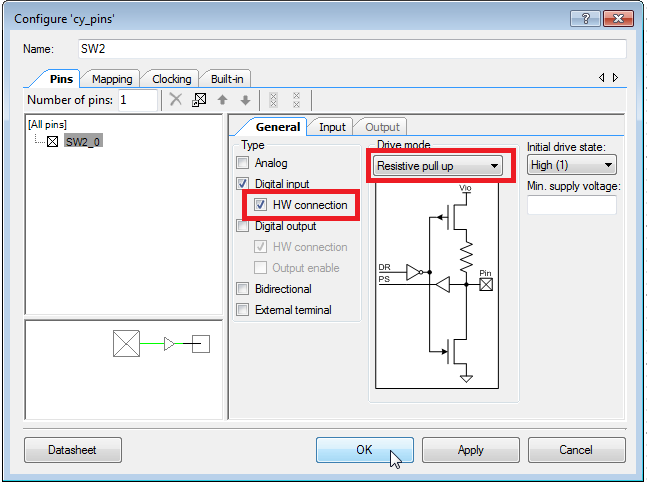 Configure 'cy_pins'
Name: SW2
Pins Mapping Clocking Built-in
Number of pins: 1
[All pins]
SW2_0
General Input Output
Type
Analog
Digital input
HW connection
Digital output
HW connection
Output enable
Bidirectional
External terminal
Drive mode
Resistive pull up
Vio
DR
PS
Pin
Initial drive state:
High (1)
Min. supply voltage:
Datasheet OK Apply Cancel